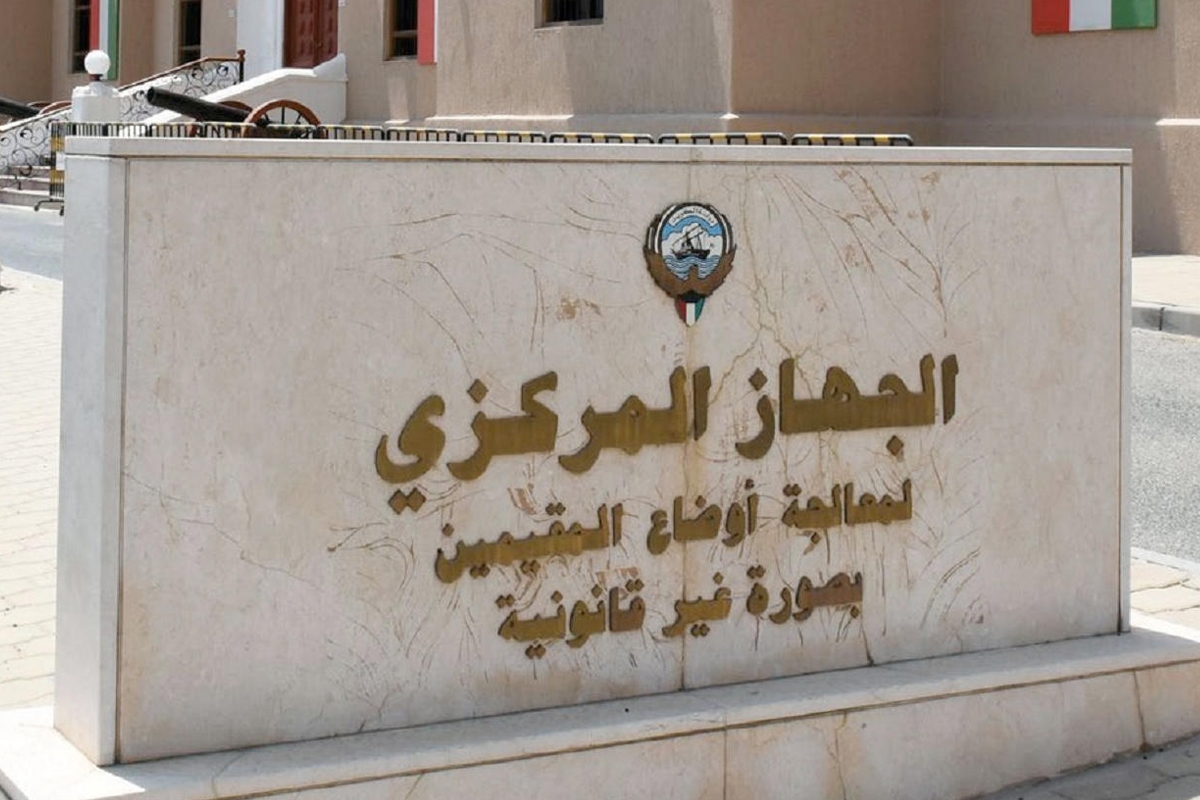 الجهاز المركزي
لمعالجة أوضاع المقيمين
بصورة غير قانونية